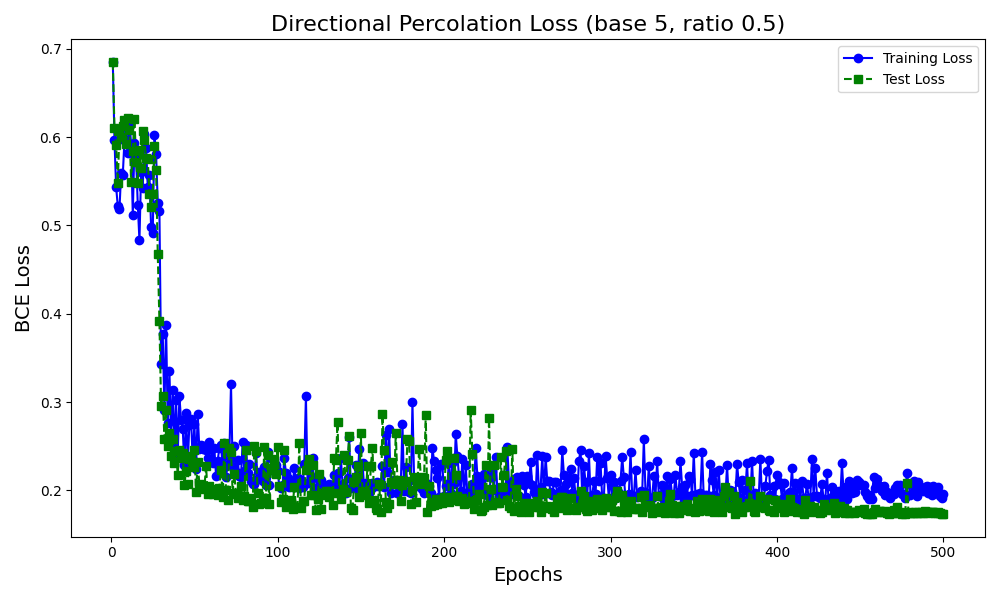 Directional Percolation Loss (base 5, ratio 0.5)
Training Loss
Test Loss
BCE Loss
0.7
0.6
0.5
0.4
0.3
0.2
0
100
200
300
400
500
Epochs